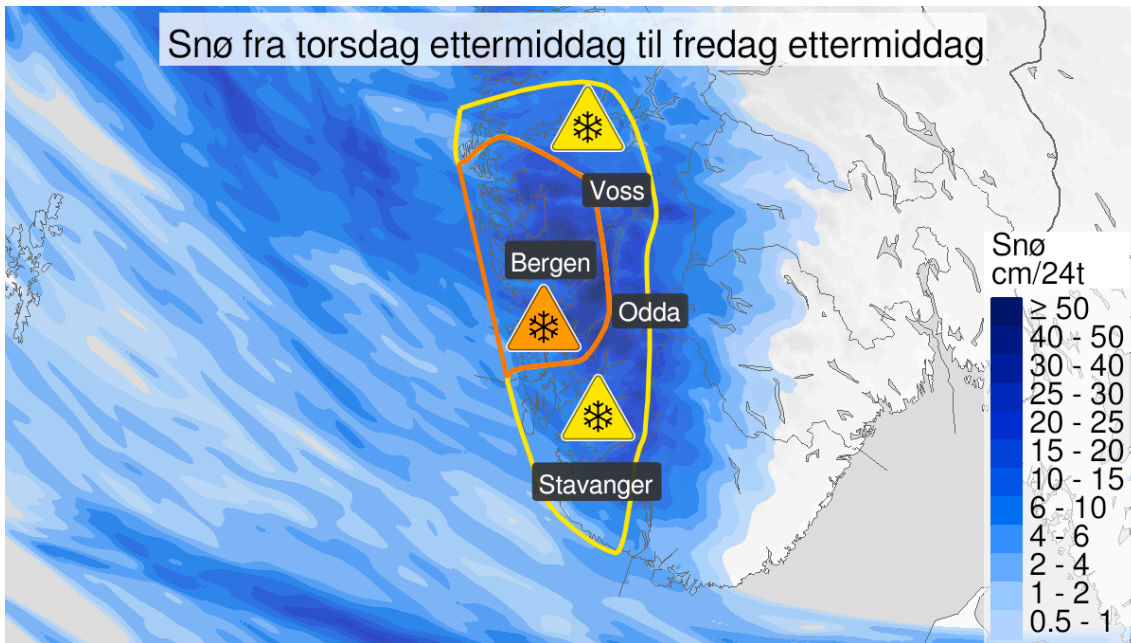 Snø fra torsdag ettermiddag til fredag ettermiddag
Voss
Bergen
Odda
Stavanger
Snø
cm/24t
≥ 50
40 - 50
30 - 40
25 - 30
20 - 25
15 - 20
10 - 15
6 - 10
4 - 6
2 - 4
1 - 2
0.5 - 1